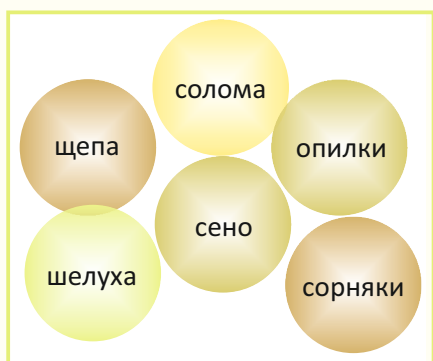 солома
щепа
опилки
сено
шелуха
сорняки